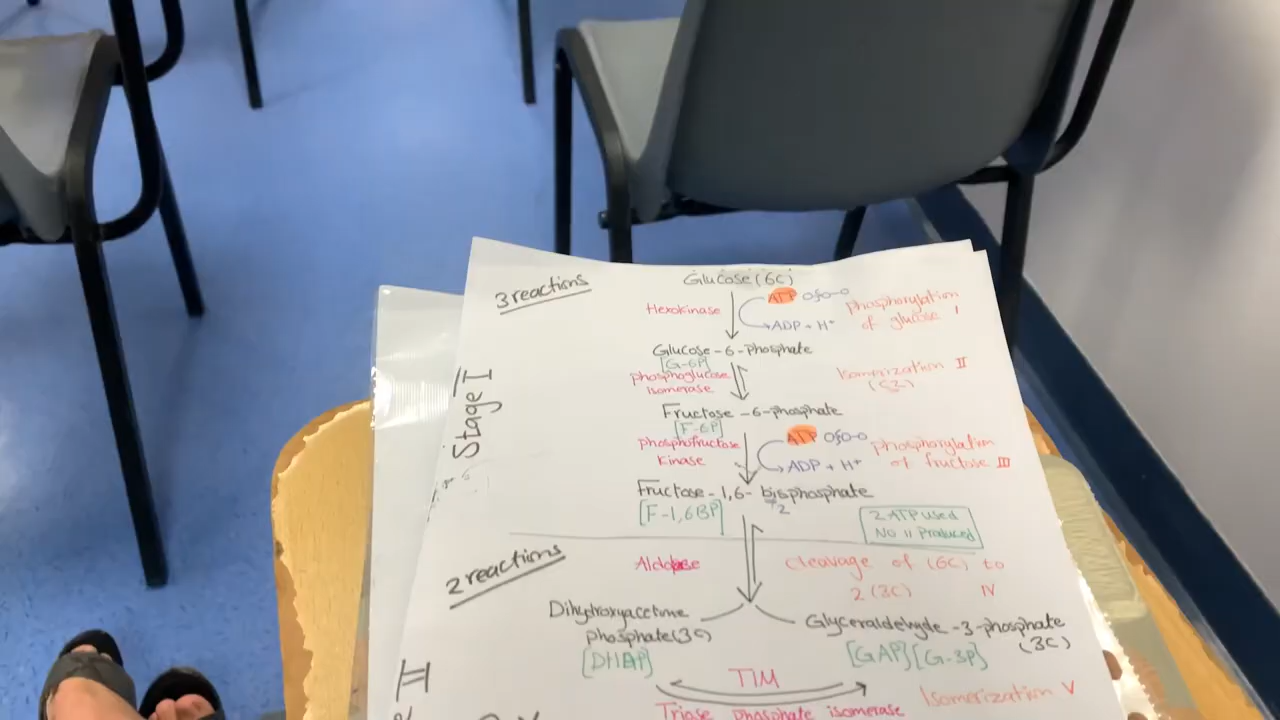 3 reactions
Glucose (6C)
Hexokinase
ATP
ADP + H⁺
phosphorylation
of glucose I
Glucose-6-phosphate
[G-6P]
phosphoglucose
isomerase
Isomerization II
Stage I
Fructose-6-phosphate
[F-6P]
phosphofructose
kinase
ATP
ADP + H⁺
phosphorylation
of fructose III
Fructose-1,6-bisphosphate
2
[F-1,6BP]
2 ATP used
No 11 Produced
2 reactions
Aldolase
cleavage of (6C) to
2 (3C) IV
Dihydroxyacetone
phosphate (3C)
[DHAP]
Glyceraldehyde-3-phosphate
(3C)
[GAP] [G-3P]
II
TIM
Triose phosphate isomerase
Isomerization V